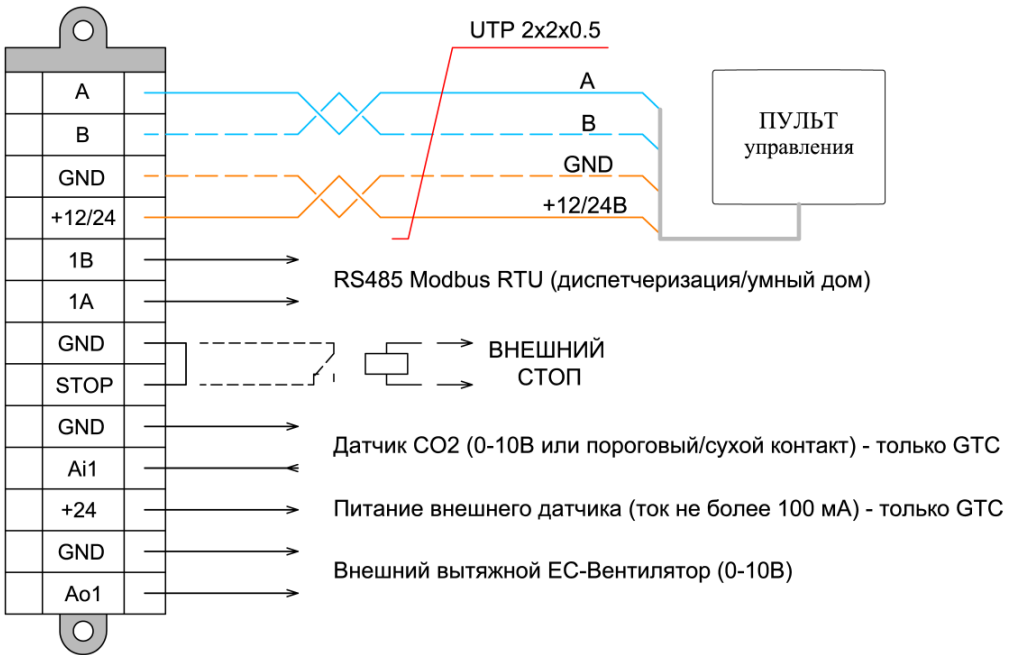 UTP 2x2x0.5
A
A
B
B
GND
GND
+12/24
+12/24В
ПУЛЬТ
управления
1B
1A
RS485 Modbus RTU (диспетчеризация/умный дом)
GND
STOP
ВНЕШНИЙ
СТОП
GND
Ai1
Датчик CO2 (0-10В или пороговый/сухой контакт) - только GTC
+24
Питание внешнего датчика (ток не более 100 мА) - только GTC
GND
Ao1
Внешний вытяжной ЕС-Вентилятор (0-10В)